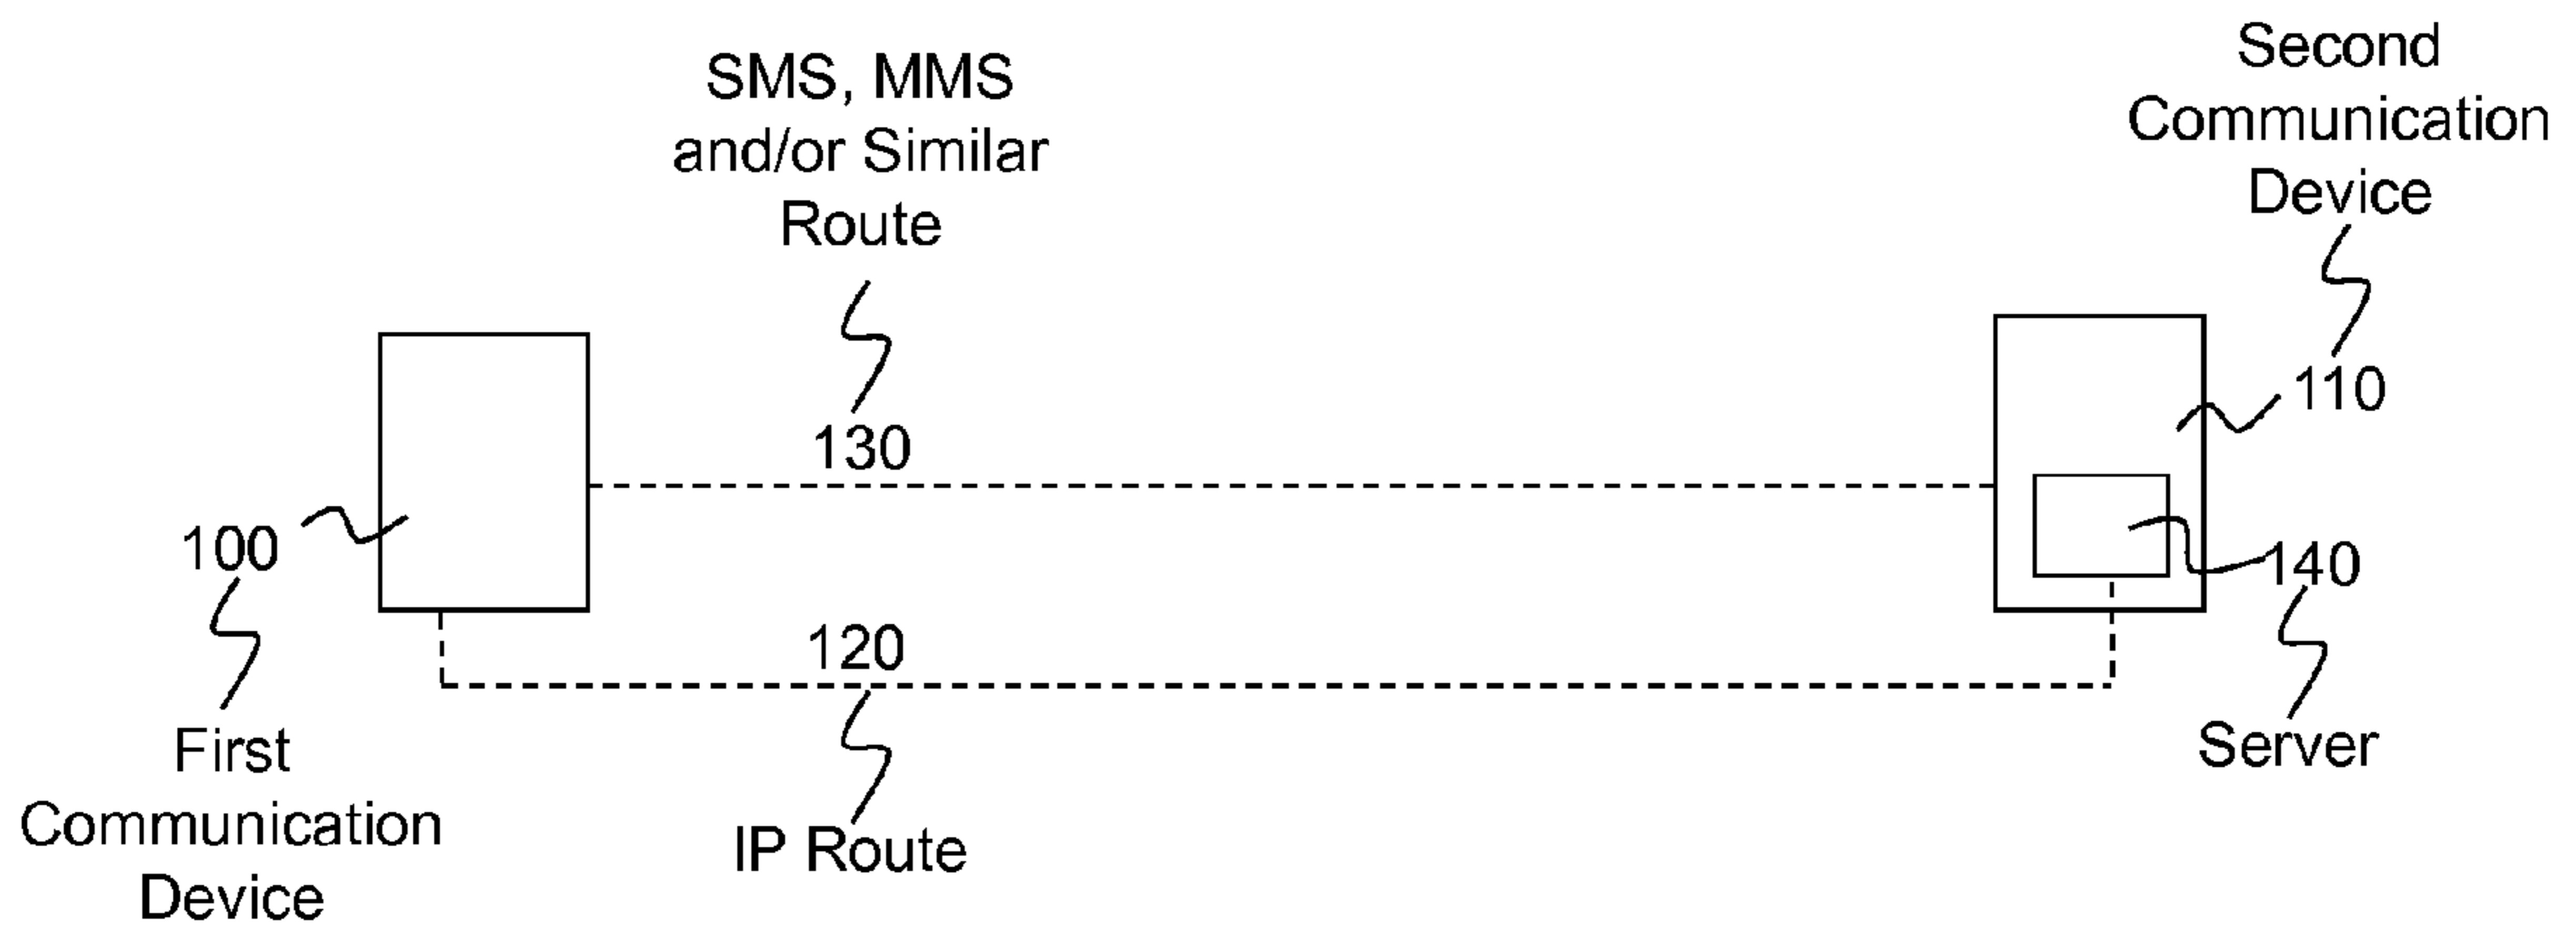 SMS, MMS
and/or Similar
Route
130
Second
Communication
Device
110
100
First
Communication
Device
120
IP Route
140
Server